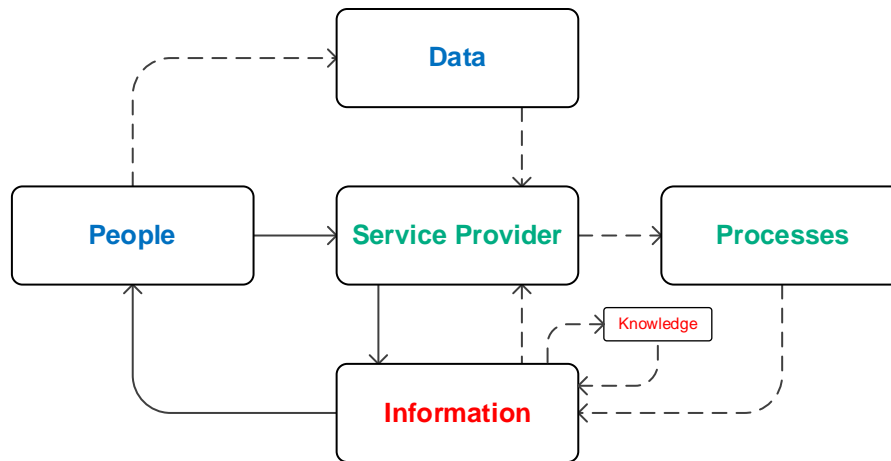 Data
People
Service Provider
Processes
Knowledge
Information